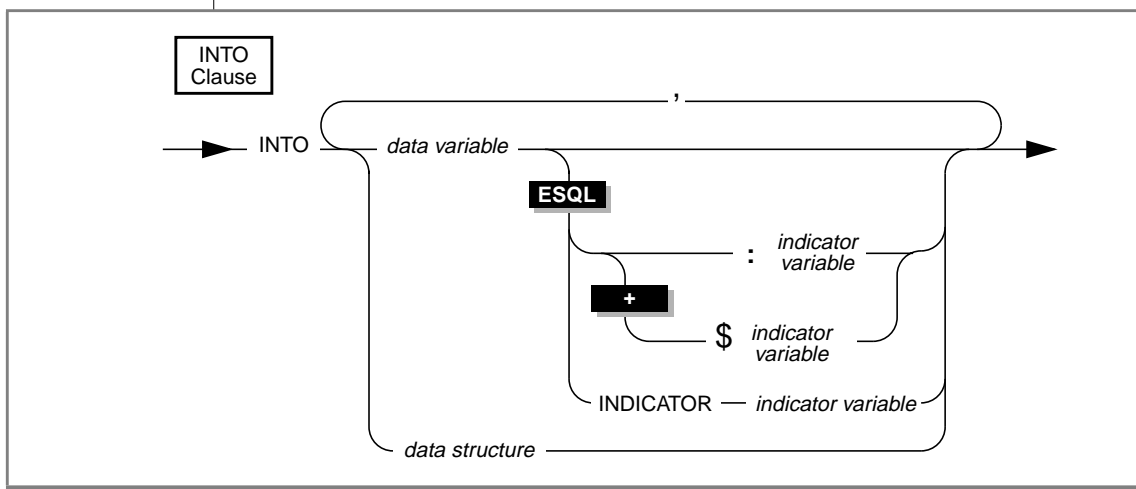 INTO
Clause
,
INTO
data variable
ESQL
: indicator
variable
+
$ indicator
variable
INDICATOR indicator variable
data structure